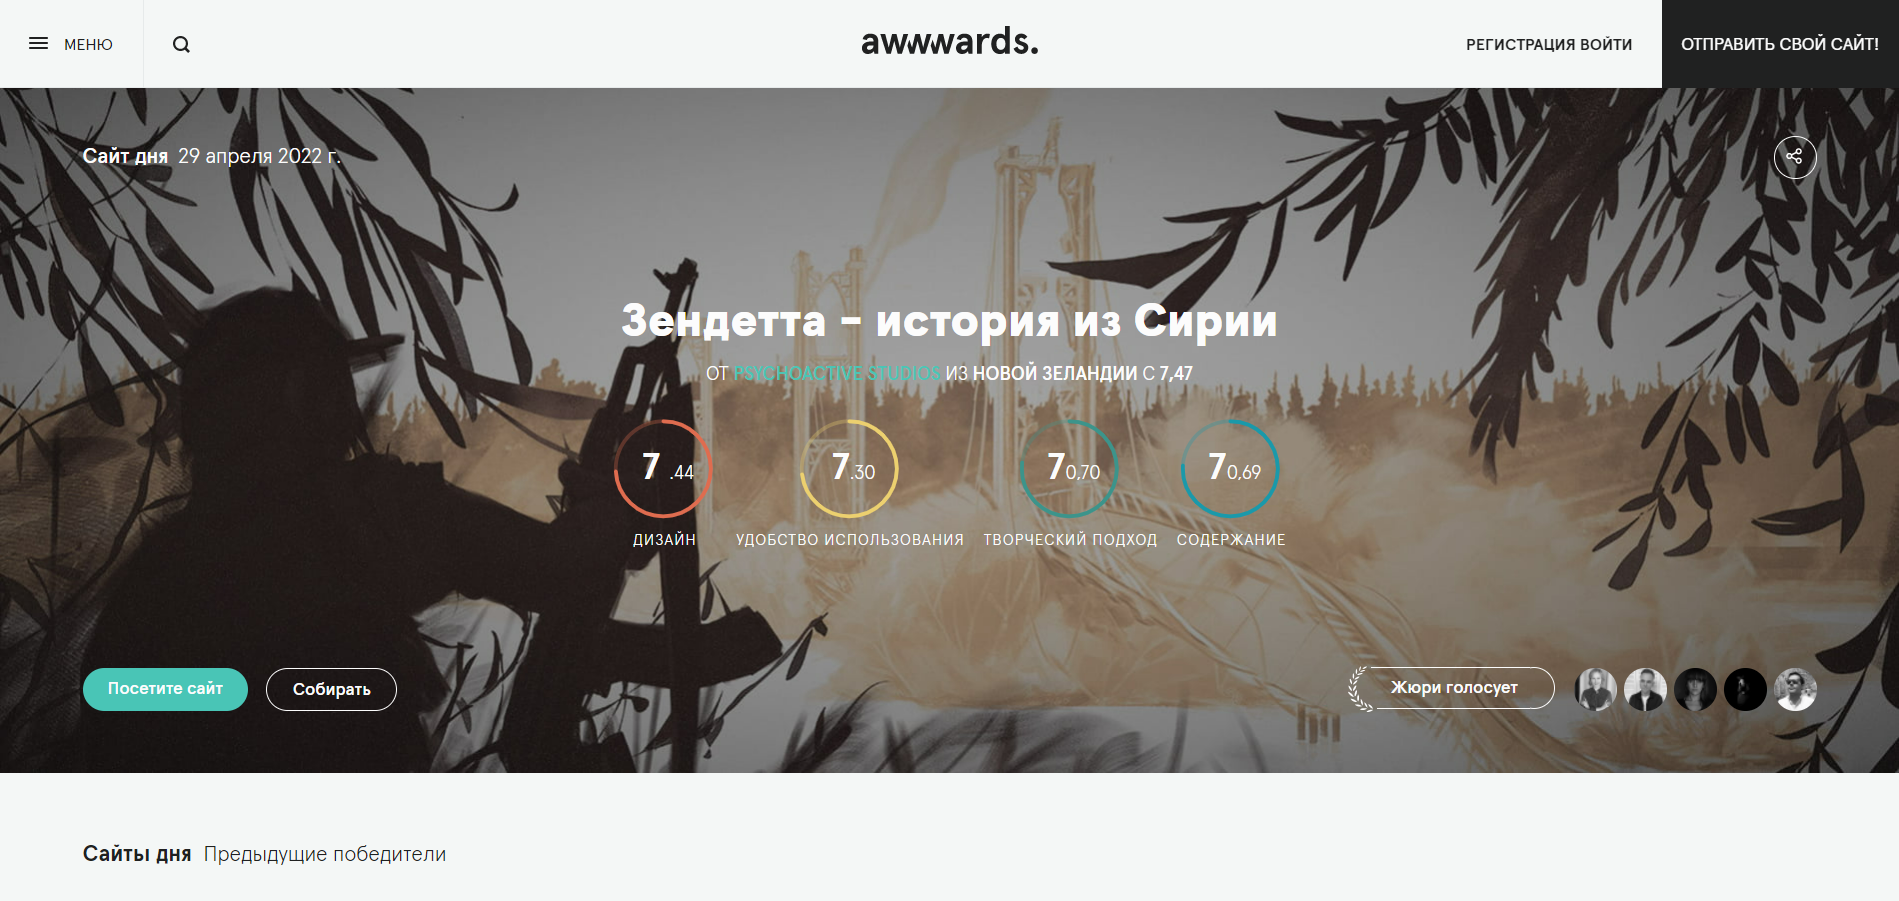 МЕНЮ
awwwards.
РЕГИСТРАЦИЯ ВОЙТИ
ОТПРАВИТЬ СВОЙ САЙТ!
Сайт дня 29 апреля 2022 г.
Зендетта - история из Сирии
ОТ PSYCHOACTIVE STUDIOS ИЗ НОВОЙ ЗЕЛАНДИИ С 7,47
7 .44
7 .30
7 0,70
7 0,69
ДИЗАЙН
УДОБСТВО ИСПОЛЬЗОВАНИЯ
ТВОРЧЕСКИЙ ПОДХОД
СОДЕРЖАНИЕ
Посетите сайт
Собирать
Жюри голосует
Сайты дня Предыдущие победители